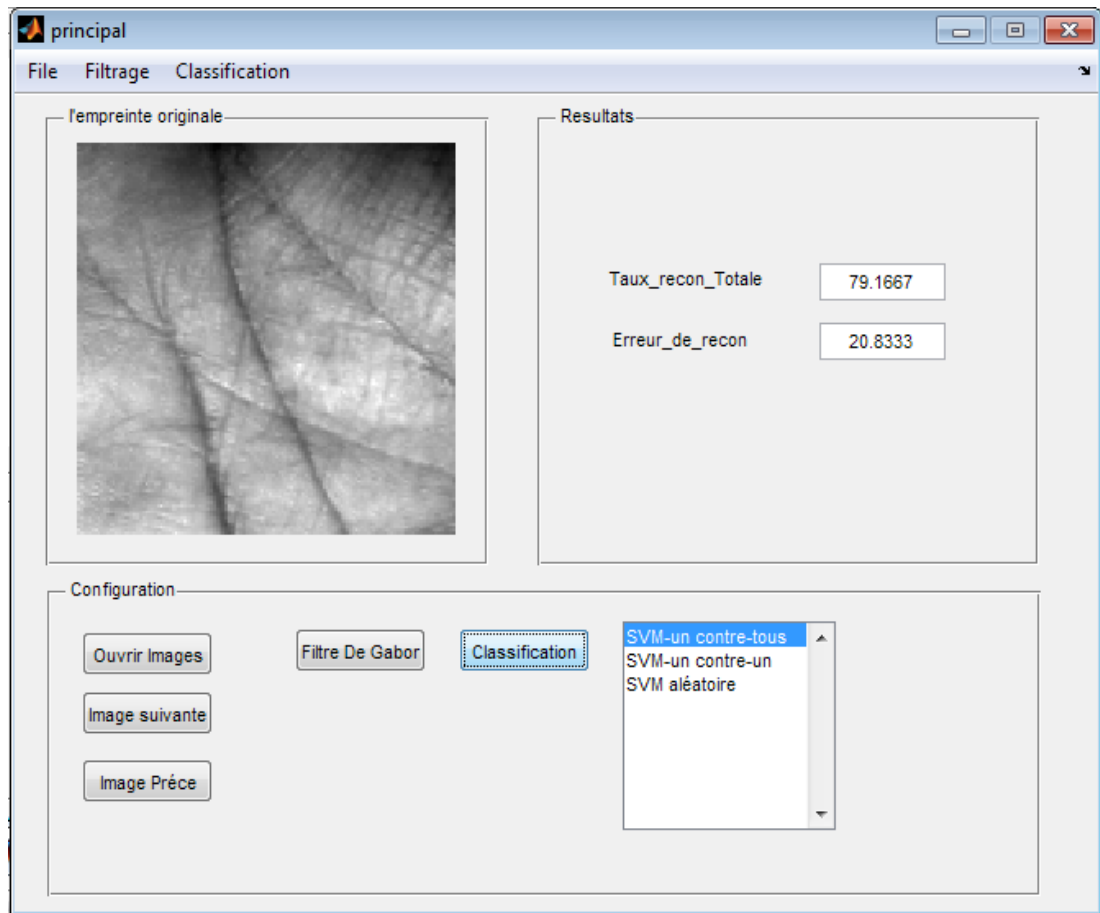 principal
File Filtrage Classification
l'empreinte originale
Resultats
Taux_recon_Totale 79.1667
Erreur_de_recon 20.8333
Configuration
Ouvrir Images
Filtre De Gabor
Classification
SVM-un contre-tous
SVM-un contre-un
SVM aléatoire
Image suivante
Image Préce